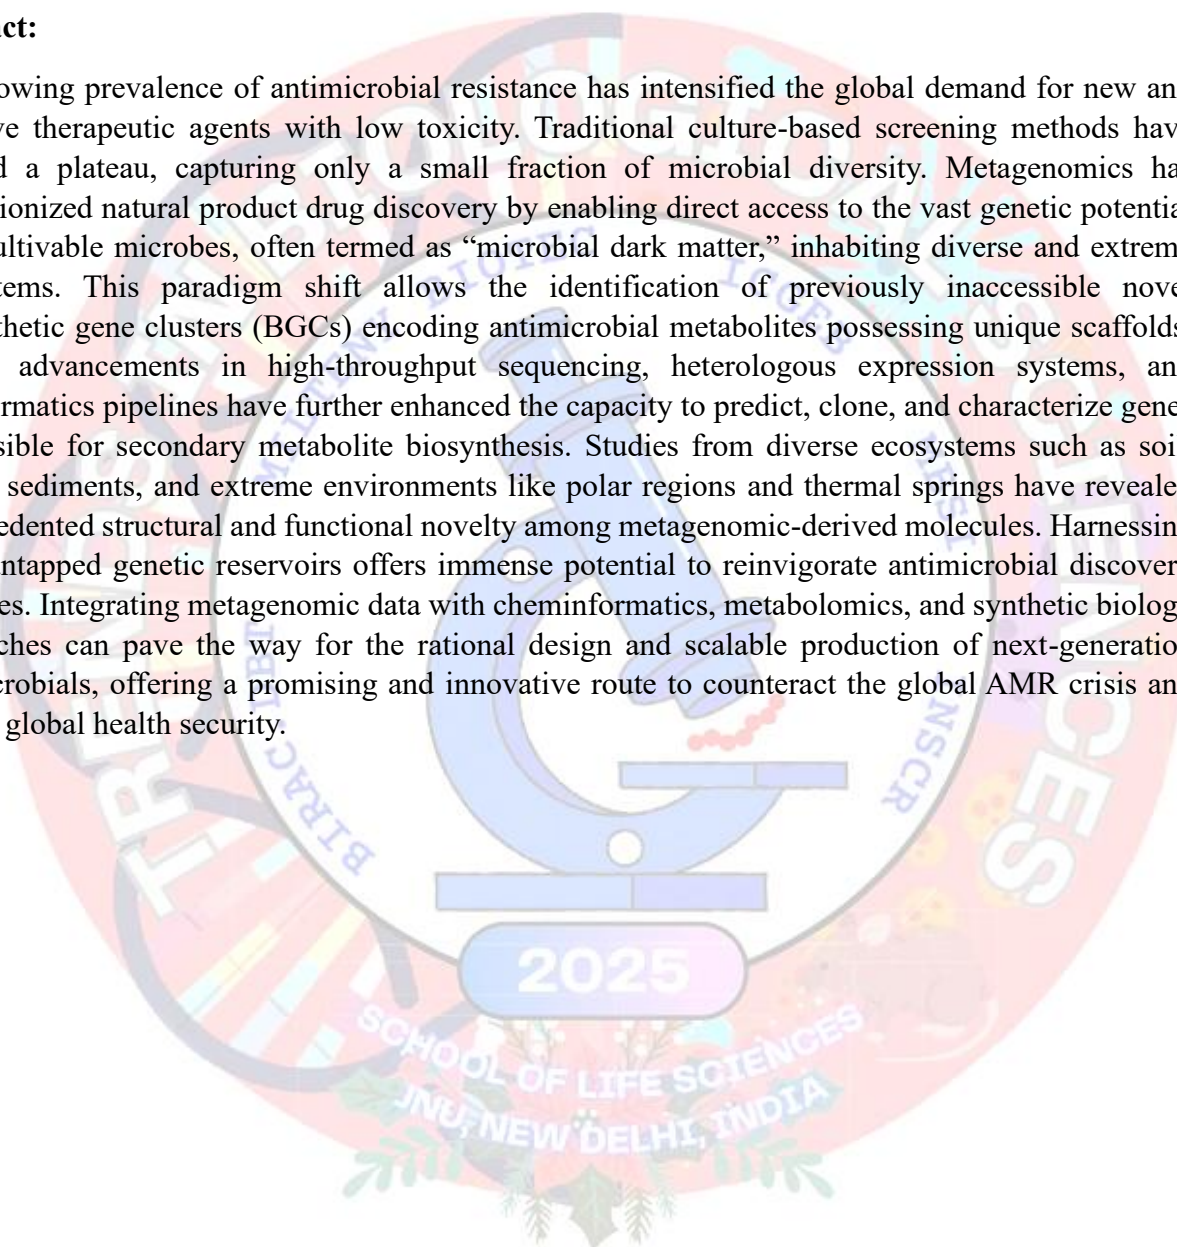 ct:
owing prevalence of antimicrobial resistance has intensified the global demand for new an
ve therapeutic agents with low toxicity. Traditional culture-based screening methods hav
d a plateau, capturing only a small fraction of microbial diversity. Metagenomics ha
ionized natural product drug discovery by enabling direct access to the vast genetic potentia
ultivable microbes, often termed as “microbial dark matter,” inhabiting diverse and extrem
tems. This paradigm shift allows the identification of previously inaccessible nove
thetic gene clusters (BGCs) encoding antimicrobial metabolites possessing unique scaffolds
advancements in high-throughput sequencing, heterologous expression systems, an
rmatics pipelines have further enhanced the capacity to predict, clone, and characterize gene
sible for secondary metabolite biosynthesis. Studies from diverse ecosystems such as soi
sediments, and extreme environments like polar regions and thermal springs have reveale
edented structural and functional novelty among metagenomic-derived molecules. Harnessin
ntapped genetic reservoirs offers immense potential to reinvigorate antimicrobial discover
es. Integrating metagenomic data with cheminformatics, metabolomics, and synthetic biolog
ches can pave the way for the rational design and scalable production of next-generatio
crobials, offering a promising and innovative route to counteract the global AMR crisis an
global health security.
TRENDS
SCIENCES
BIRAC
2025
SCHOOL OF LIFE SCIENCES
JNU, NEW DELHI, INDIA